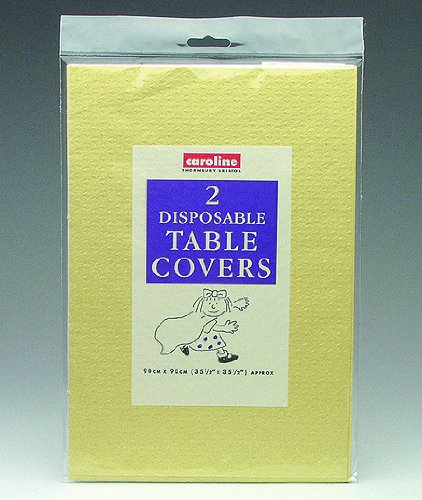 caroline
THORNBURY BRISTOL
2
DISPOSABLE
TABLE
COVERS
90CM X 90CM (35½" X 35½") APPROX